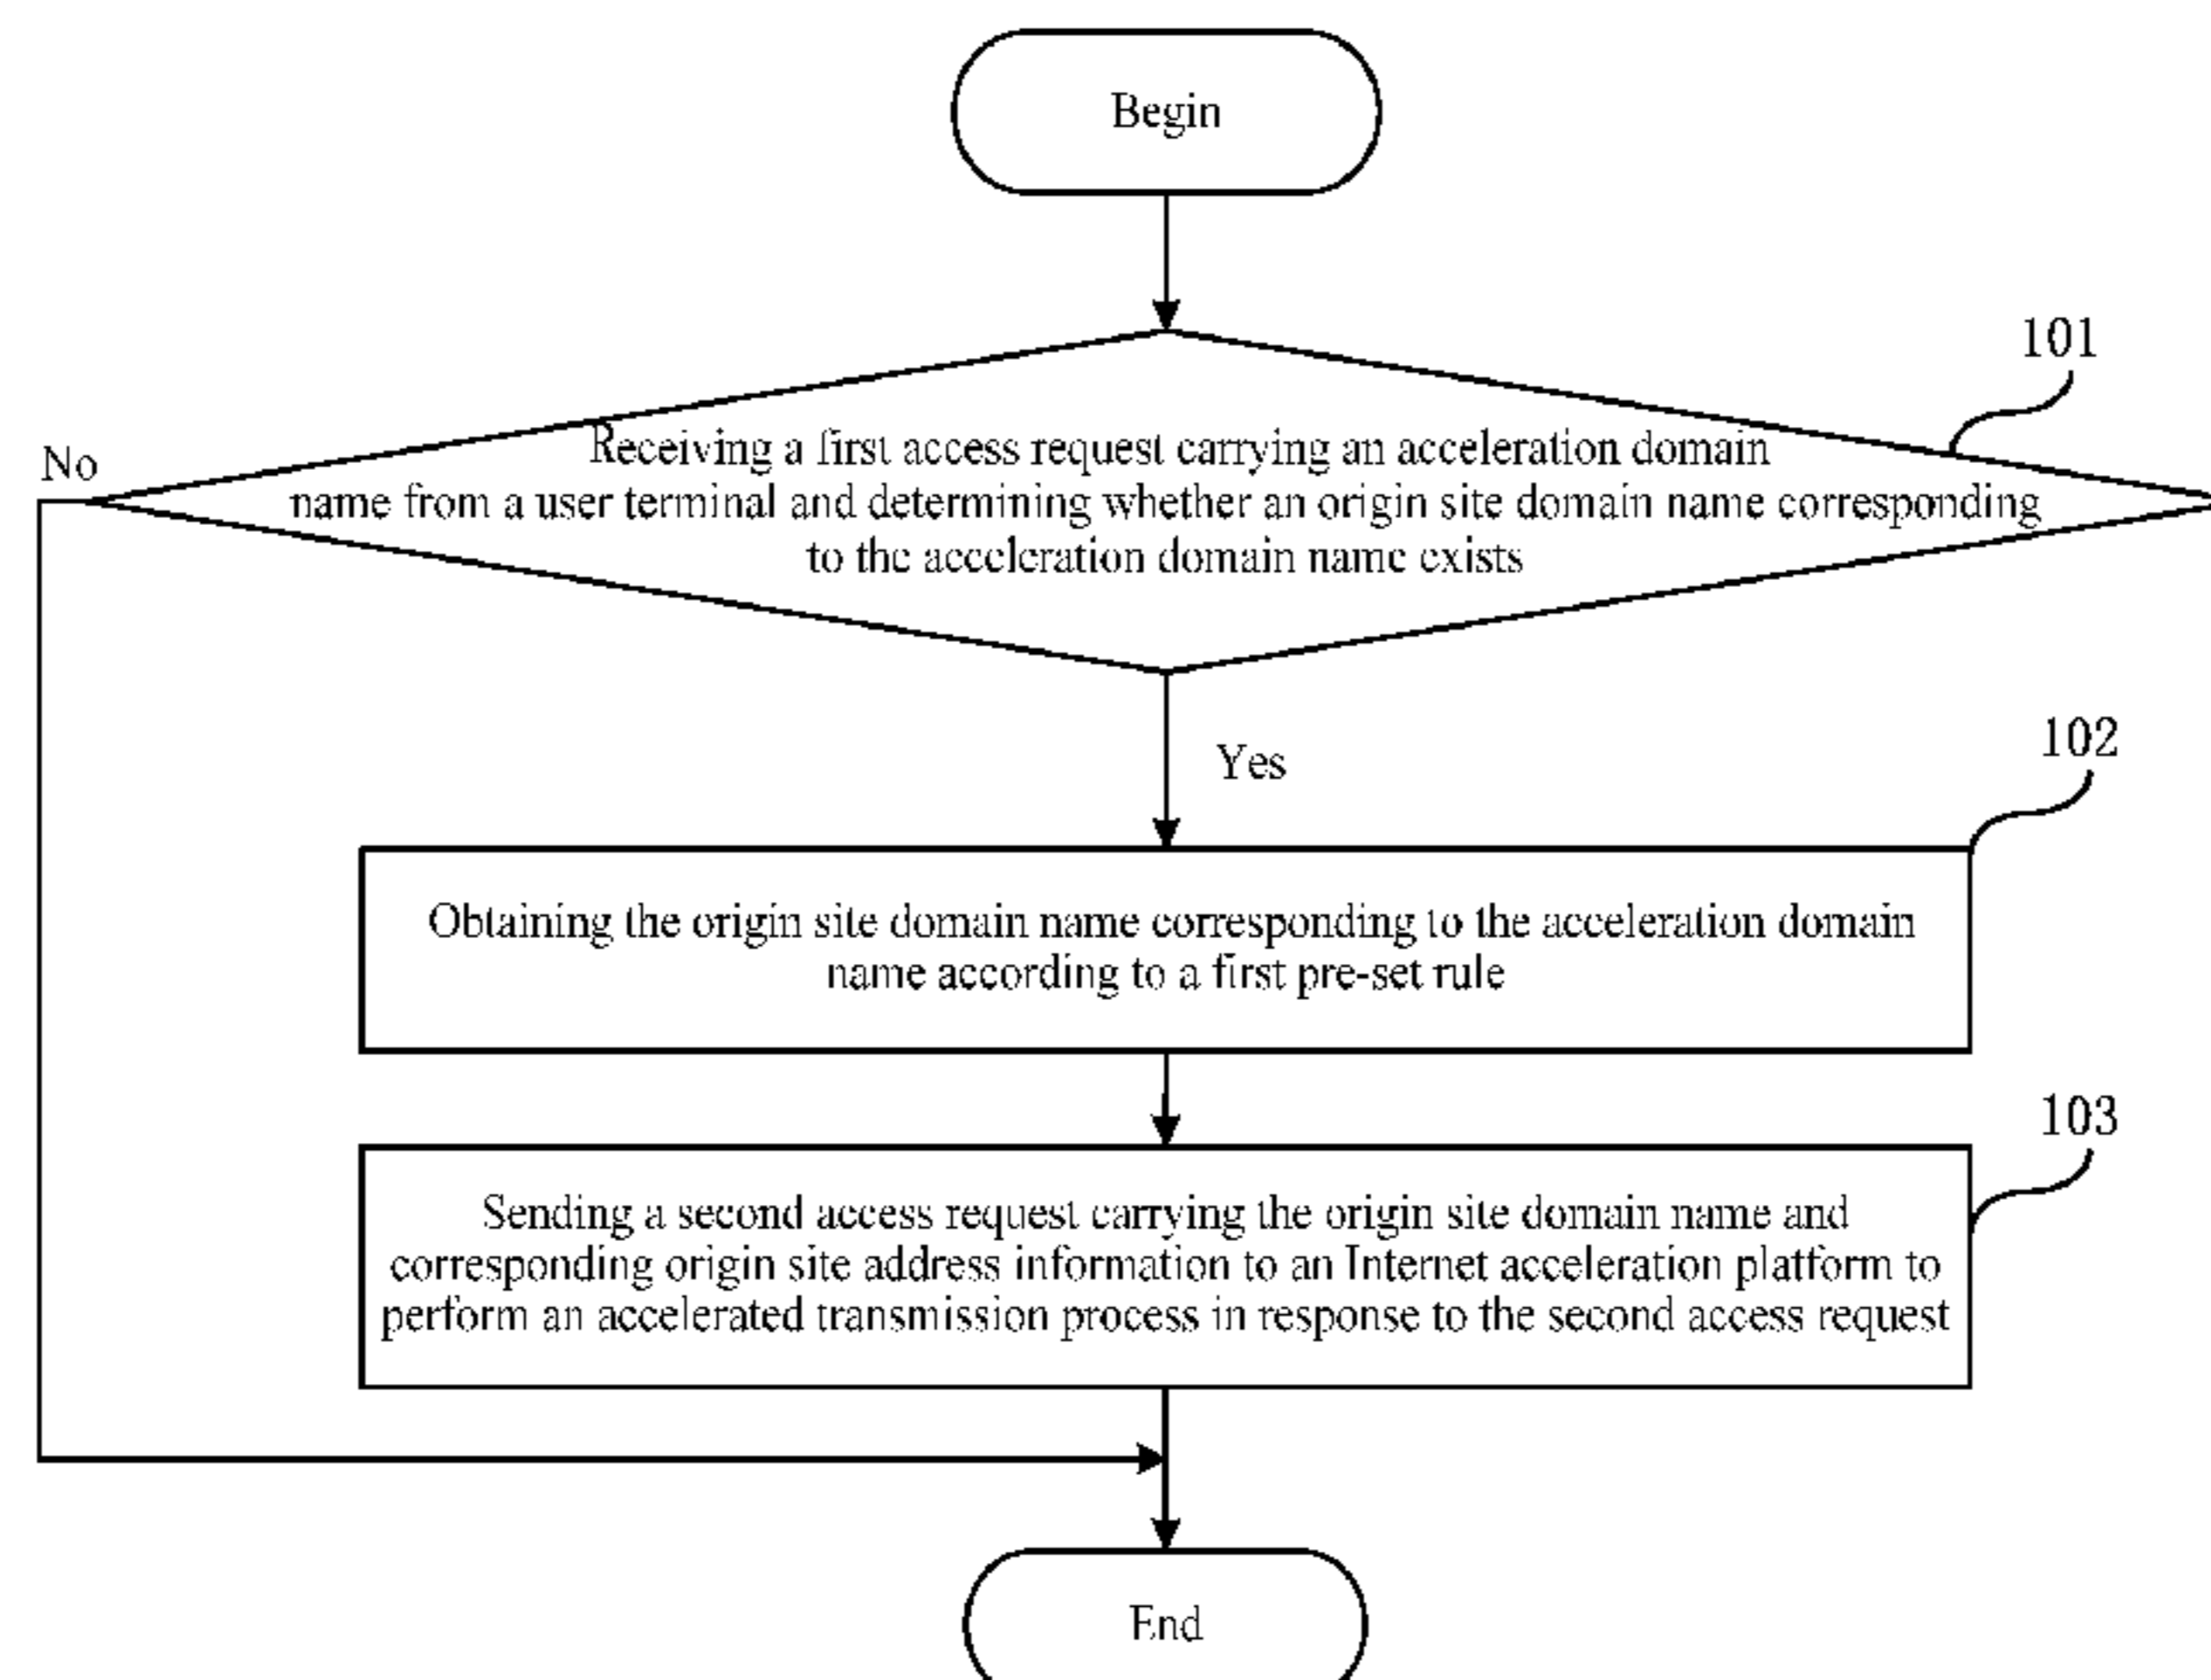 Begin
101
Receiving a first access request carrying an acceleration domain
name from a user terminal and determining whether an origin site domain name corresponding
to the acceleration domain name exists
No
Yes
102
Obtaining the origin site domain name corresponding to the acceleration domain
name according to a first pre-set rule
103
Sending a second access request carrying the origin site domain name and
corresponding origin site address information to an Internet acceleration platform to
perform an accelerated transmission process in response to the second access request
End